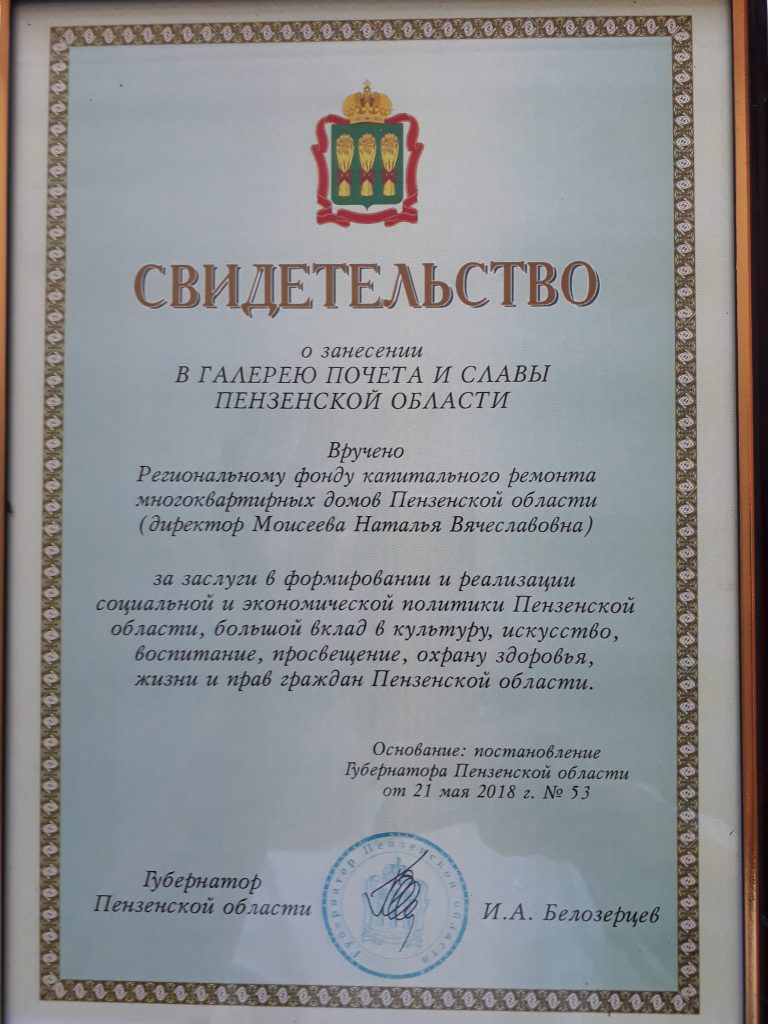 СВИДЕТЕЛЬСТВО
о занесении
В ГАЛЕРЕЮ ПОЧЕТА И СЛАВЫ
ПЕНЗЕНСКОЙ ОБЛАСТИ
Вручено
Региональному фонду капитального ремонта
многоквартирных домов Пензенской области
(директор Моисеева Наталья Вячеславовна)
за заслуги в формировании и реализации
социальной и экономической политики Пензенской
области, большой вклад в культуру, искусство,
воспитание, просвещение, охрану здоровья,
жизни и прав граждан Пензенской области.
Основание: постановление
Губернатора Пензенской области
от 21 мая 2018 г. № 53
Губернатор
Пензенской области
Губернатор Пензенской области
И.А. Белозерцев